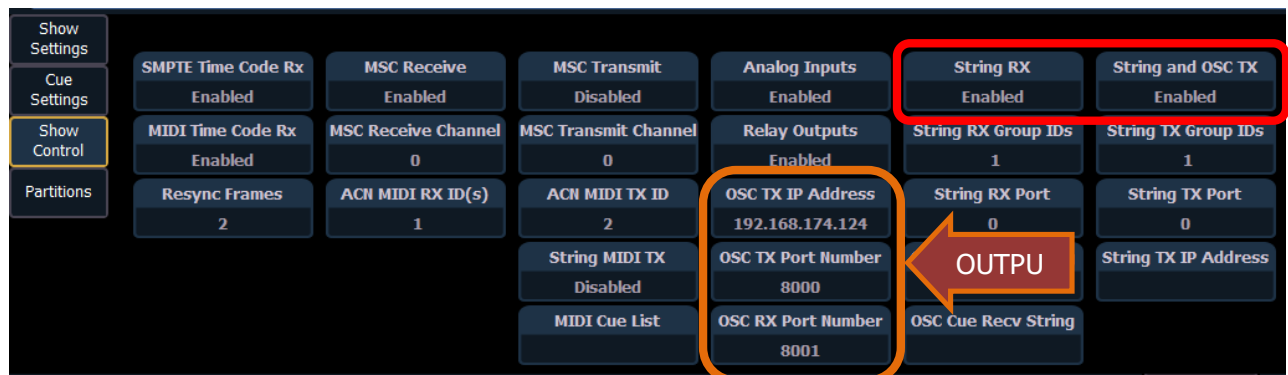 Show
Settings
Cue
Settings
Show
Control
Partitions
SMPTE Time Code Rx
Enabled
MSC Receive
Enabled
MSC Transmit
Disabled
Analog Inputs
Enabled
String RX
Enabled
String and OSC TX
Enabled
MIDI Time Code Rx
Enabled
MSC Receive Channel
0
MSC Transmit Channel
0
Relay Outputs
Enabled
String RX Group IDs
1
String TX Group IDs
1
Resync Frames
2
ACN MIDI RX ID(s)
1
ACN MIDI TX ID
2
OSC TX IP Address
192.168.174.124
String RX Port
0
String TX Port
0
String MIDI TX
Disabled
OSC TX Port Number
8000
OUTPU
String TX IP Address
MIDI Cue List
OSC RX Port Number
8001
OSC Cue Recv String